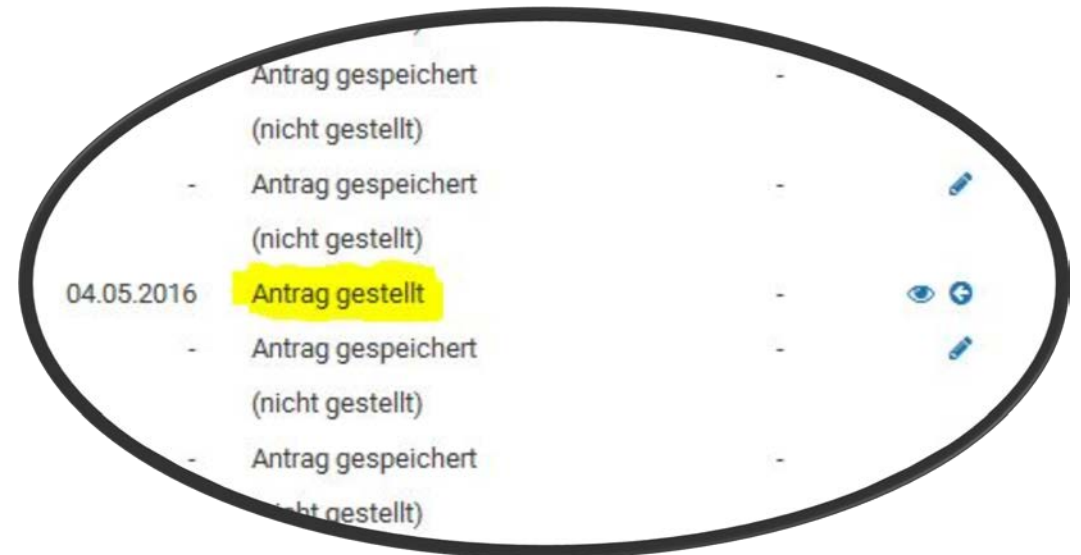 Antrag gespeichert -
(nicht gestellt)
- Antrag gespeichert -
(nicht gestellt)
04.05.2016 Antrag gestellt -
- Antrag gespeichert -
(nicht gestellt)
- Antrag gespeichert -
gestellt)